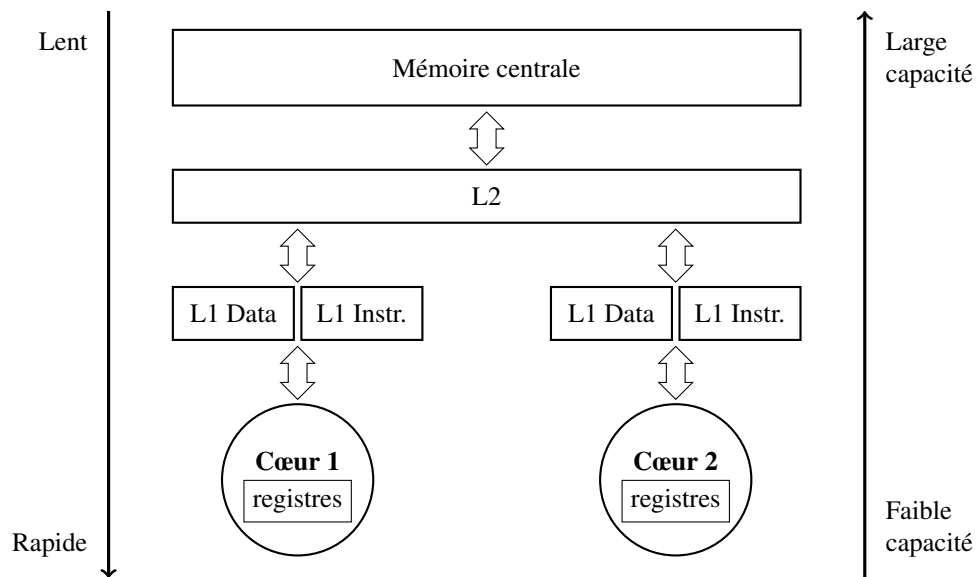 Lent
Large
capacité
Mémoire centrale
L2
L1 Data
L1 Instr.
L1 Data
L1 Instr.
Cœur 1
registres
Cœur 2
registres
Rapide
Faible
capacité